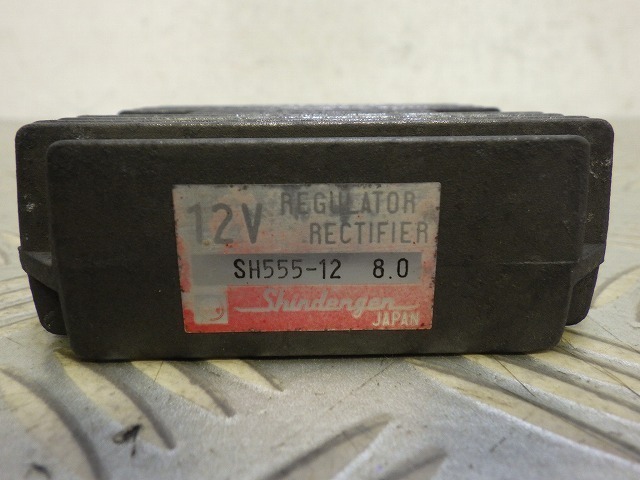 12V REGULATOR
RECTIFIER
SH555-12 8.0
Shindengen
JAPAN